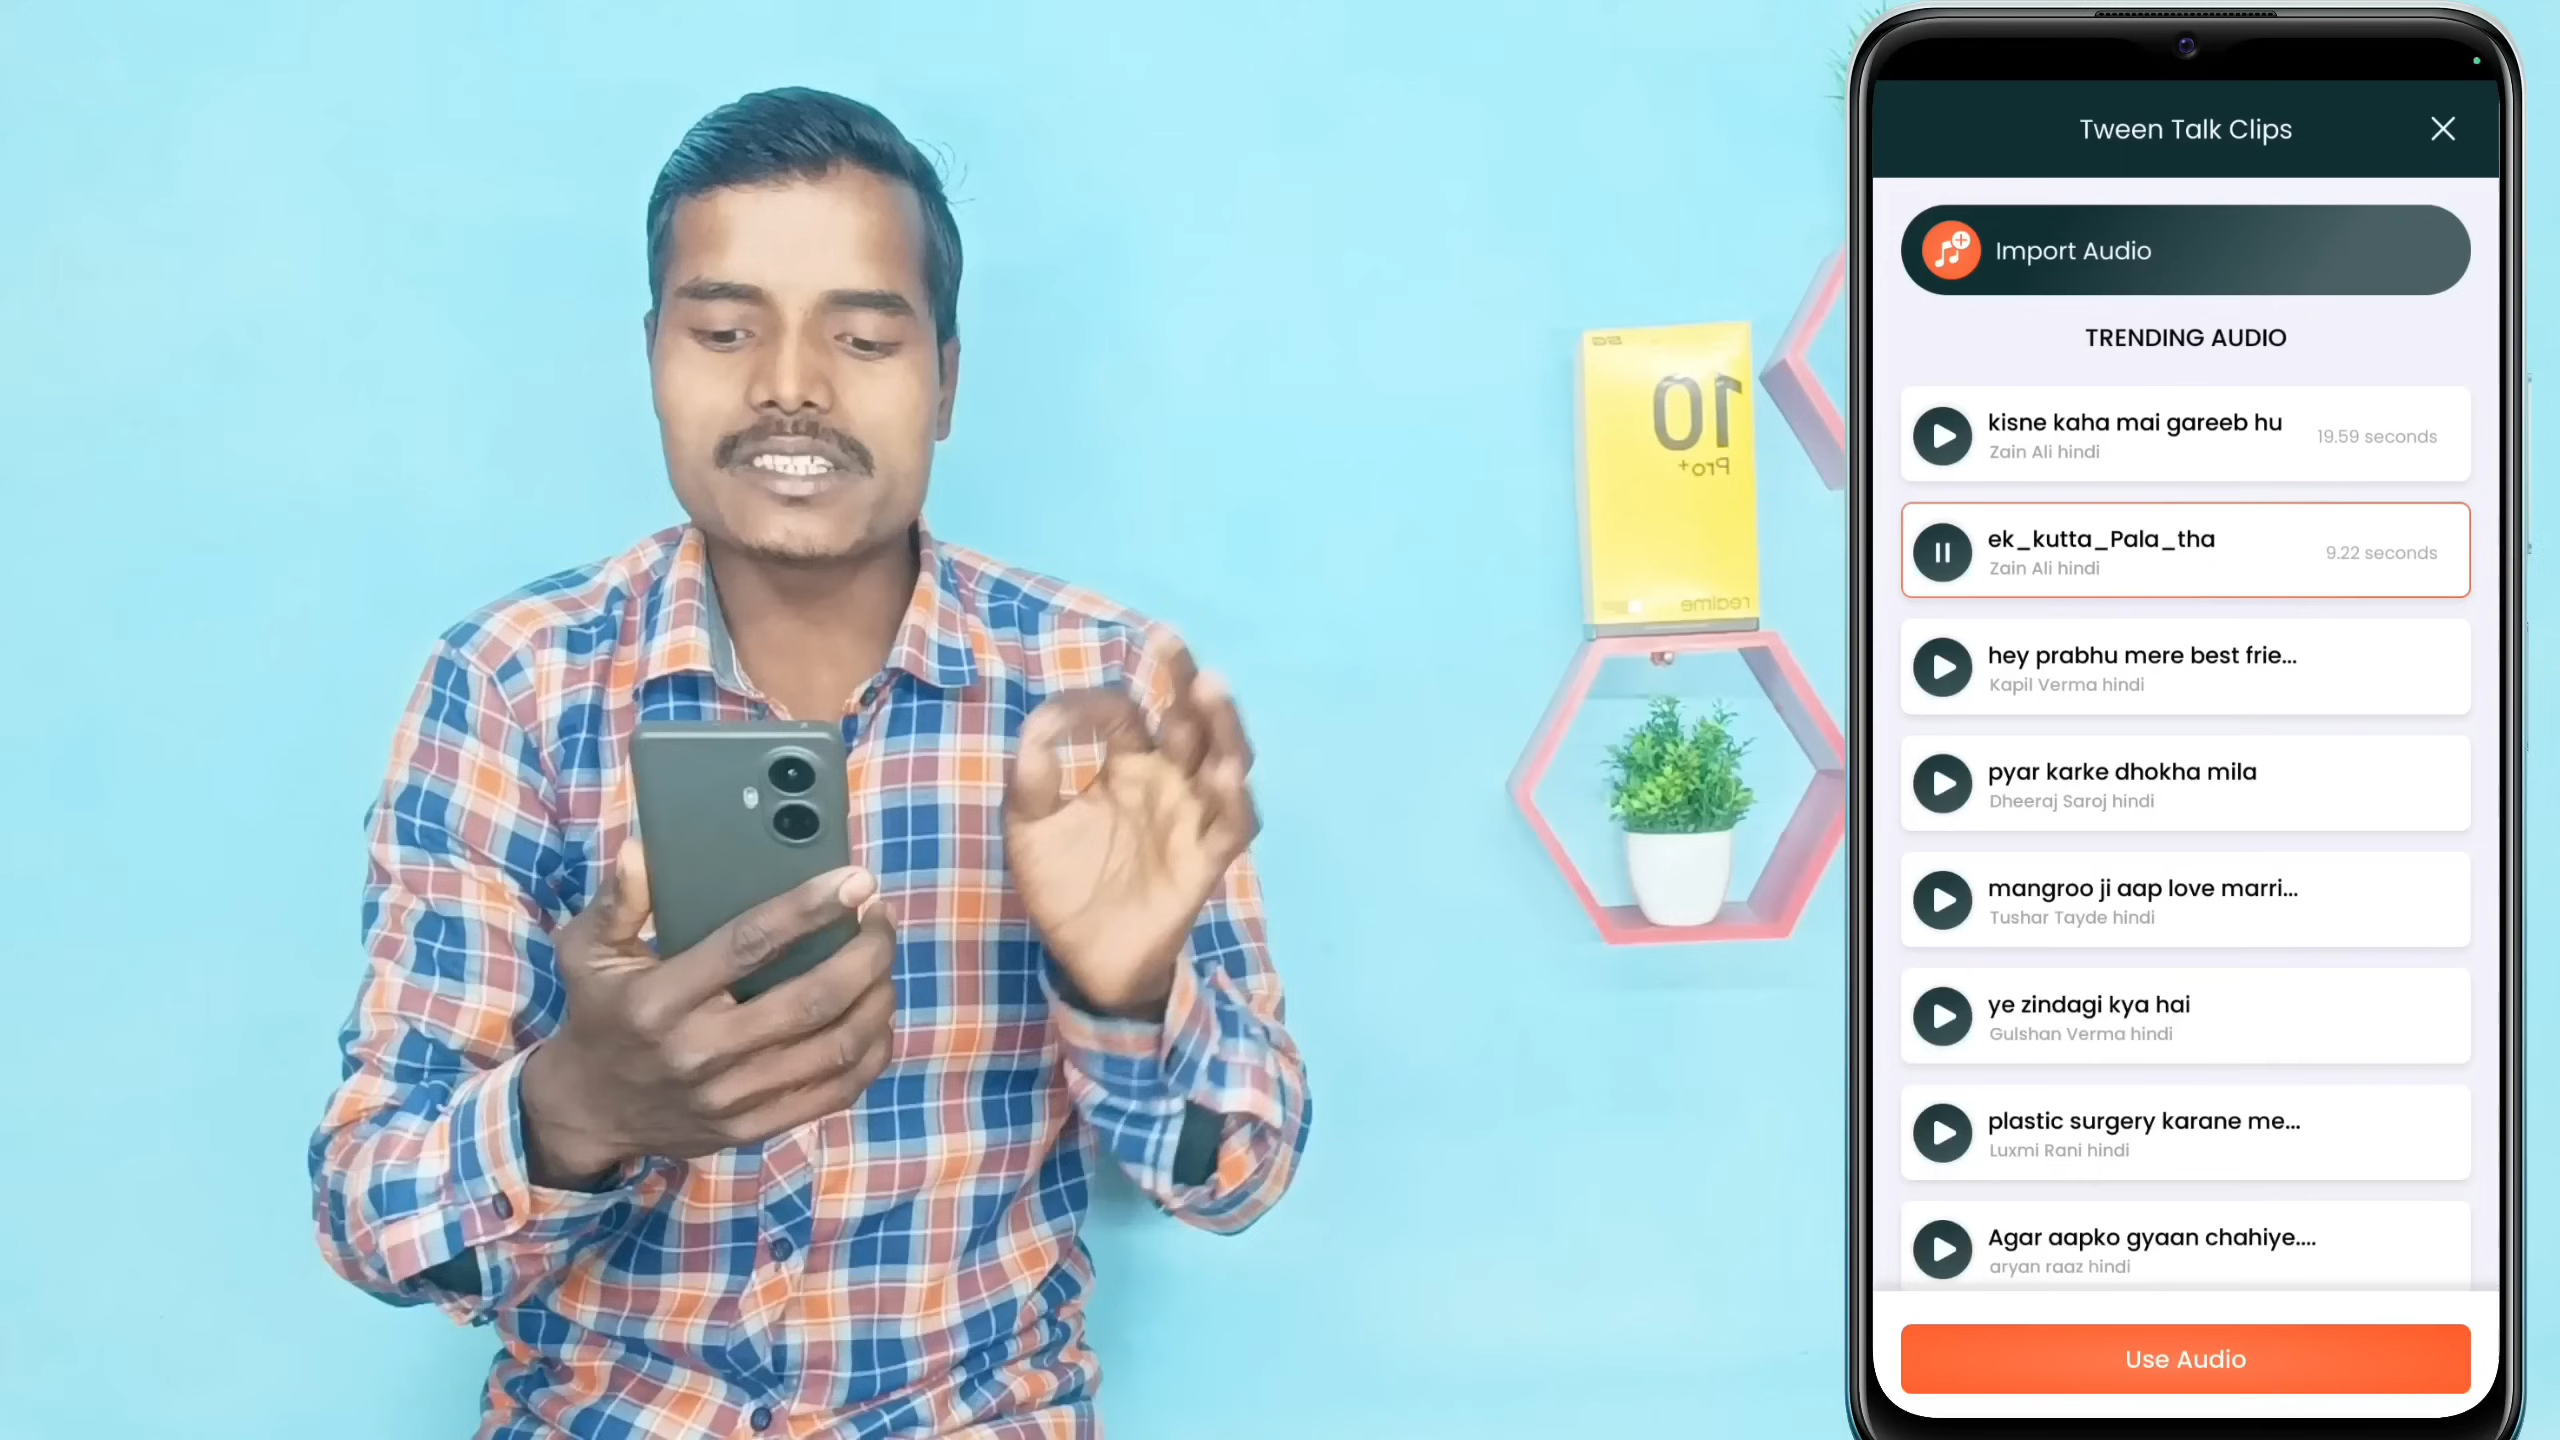 5G
10
Pro+
realme
Tween Talk Clips
Import Audio
TRENDING AUDIO
kisne kaha mai gareeb hu
Zain Ali hindi
19.59 seconds
ek_kutta_Pala_tha
Zain Ali hindi
9.22 seconds
hey prabhu mere best frie...
Kapil Verma hindi
pyar karke dhokha mila
Dheeraj Saroj hindi
mangroo ji aap love marri...
Tushar Tayde hindi
ye zindagi kya hai
Gulshan Verma hindi
plastic surgery karane me...
Luxmi Rani hindi
Agar aapko gyaan chahiye....
aryan raaz hindi
Use Audio